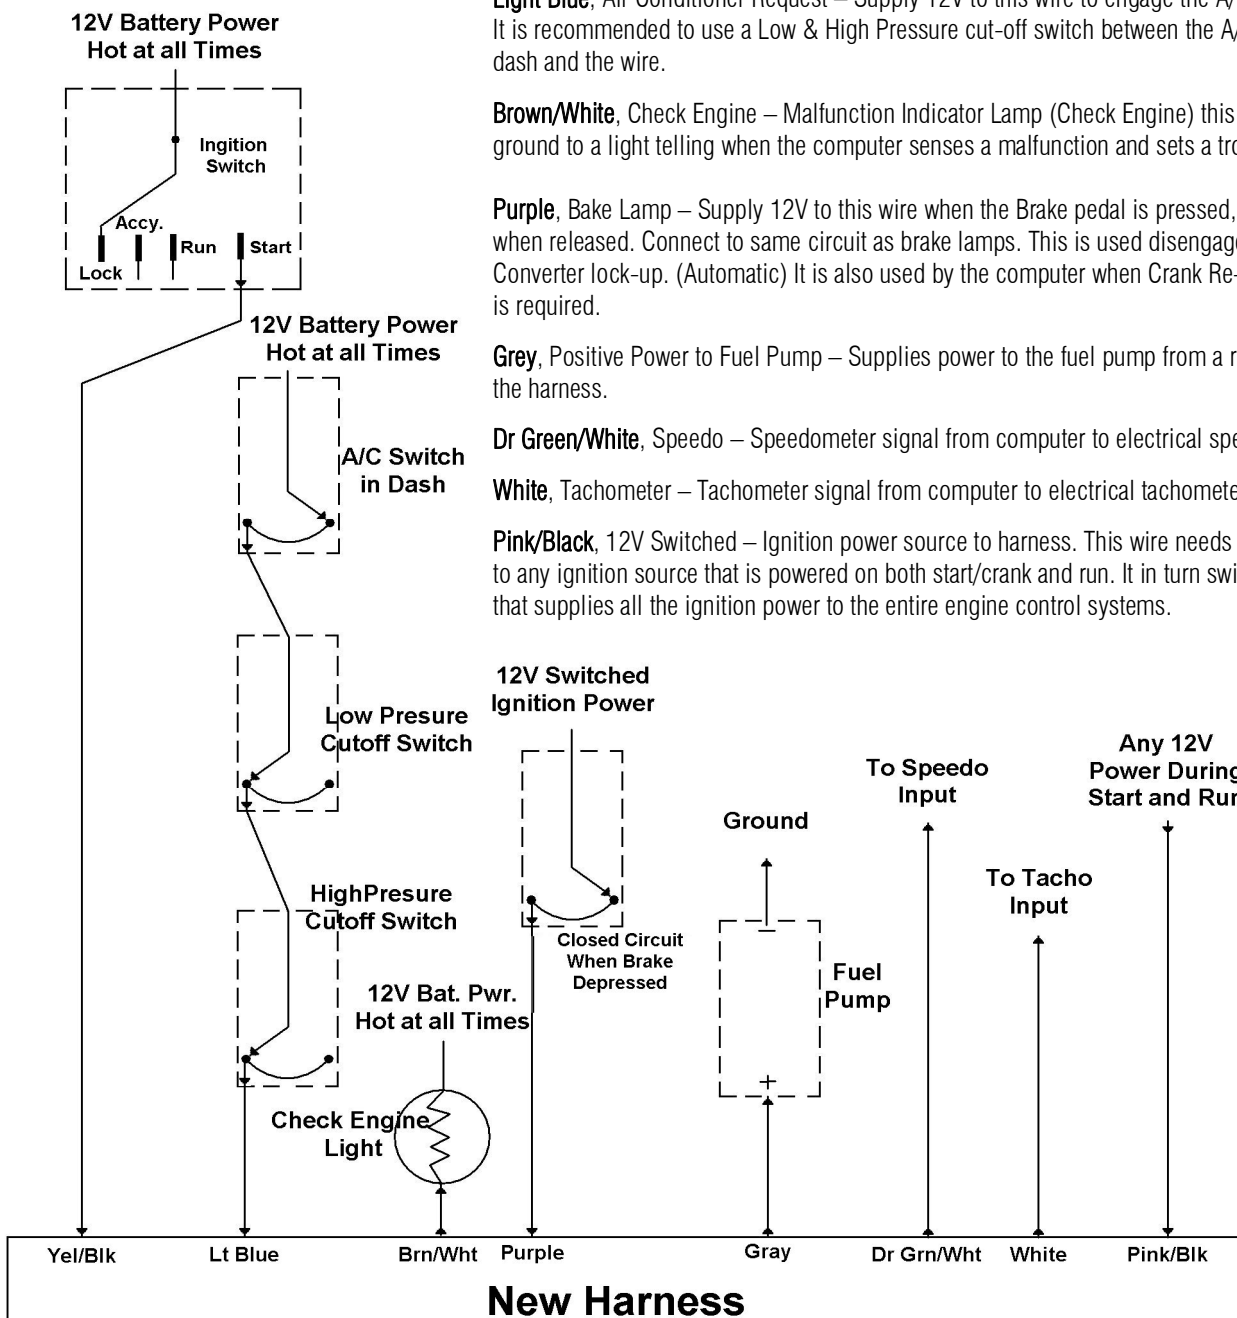 12V Battery Power
Hot at all Times
Ingition
Switch
Accy.
Run
Start
Lock
Light Blue, Air Conditioner Request – Supply 12V to this wire to engage the A/
It is recommended to use a Low & High Pressure cut-off switch between the A/
dash and the wire.
Brown/White, Check Engine – Malfunction Indicator Lamp (Check Engine) this
ground to a light telling when the computer senses a malfunction and sets a tro
Purple, Bake Lamp – Supply 12V to this wire when the Brake pedal is pressed,
when released. Connect to same circuit as brake lamps. This is used disengage
Converter lock-up. (Automatic) It is also used by the computer when Crank Re-
is required.
Grey, Positive Power to Fuel Pump – Supplies power to the fuel pump from a r
the harness.
Dr Green/White, Speedo – Speedometer signal from computer to electrical spe
White, Tachometer – Tachometer signal from computer to electrical tachomete
Pink/Black, 12V Switched – Ignition power source to harness. This wire needs
to any ignition source that is powered on both start/crank and run. It in turn swi
that supplies all the ignition power to the entire engine control systems.
12V Battery Power
Hot at all Times
A/C Switch
in Dash
Low Presure
Cutoff Switch
HighPresure
Cutoff Switch
12V Bat. Pwr.
Hot at all Times
Check Engine
Light
12V Switched
Ignition Power
Closed Circuit
When Brake
Depressed
Ground
−
Fuel
Pump
+
To Speedo
Input
To Tacho
Input
Any 12V
Power During
Start and Run
Yel/Blk
Lt Blue
Brn/Wht
Purple
Gray
Dr Grn/Wht
White
Pink/Blk
New Harness